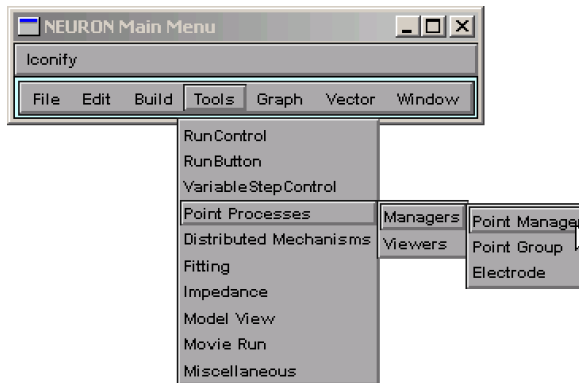 NEURON Main Menu
Iconify
File Edit Build Tools Graph Vector Window
RunControl
RunButton
VariableStepControl
Point Processes
Distributed Mechanisms
Fitting
Impedance
Model View
Movie Run
Miscellaneous
Managers
Viewers
Point Manager
Point Group
Electrode